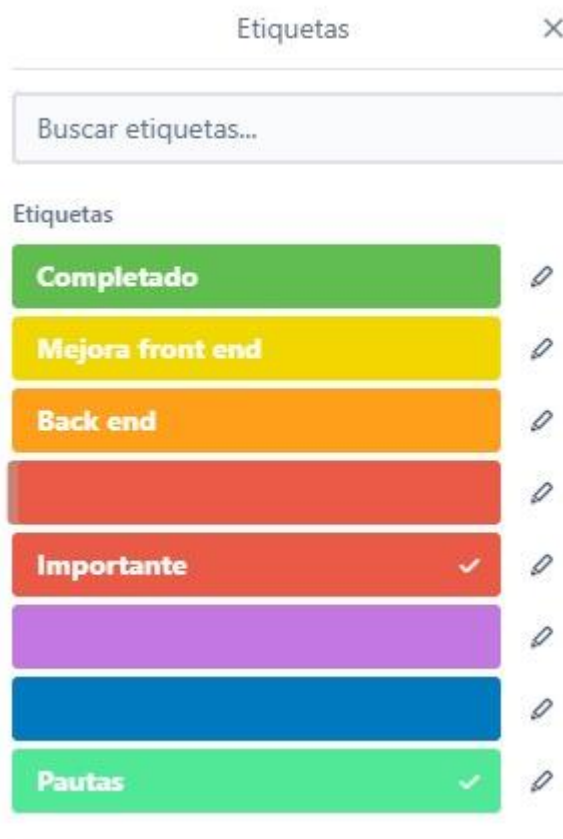 Etiquetas
Buscar etiquetas...
Etiquetas
Completado
Mejora front end
Back end
Importante
Pautas